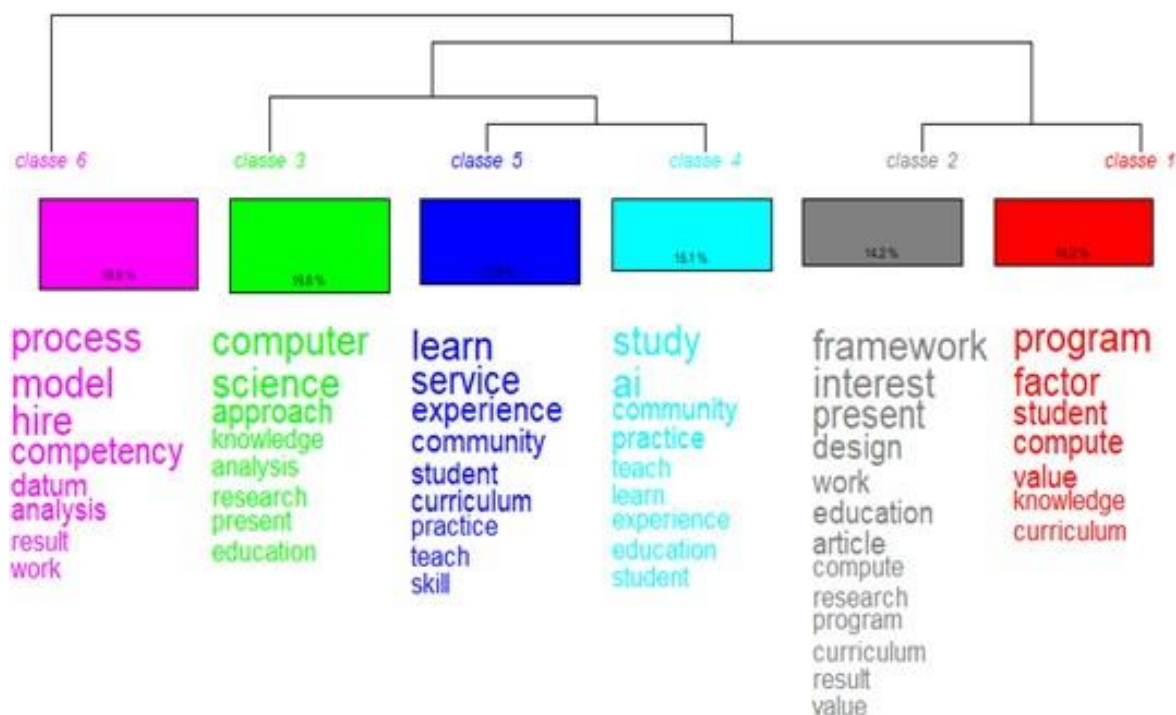 classe 6
classe 3
classe 5
classe 4
classe 2
classe 1
15,1 %
14,2 %
process
model
hire
competency
datum
analysis
result
work
computer
science
approach
knowledge
analysis
research
present
education
learn
service
experience
community
student
curriculum
practice
teach
skill
study
ai
community
practice
teach
learn
experience
education
student
framework
interest
present
design
work
education
article
compute
research
program
curriculum
result
value
program
factor
student
compute
value
knowledge
curriculum